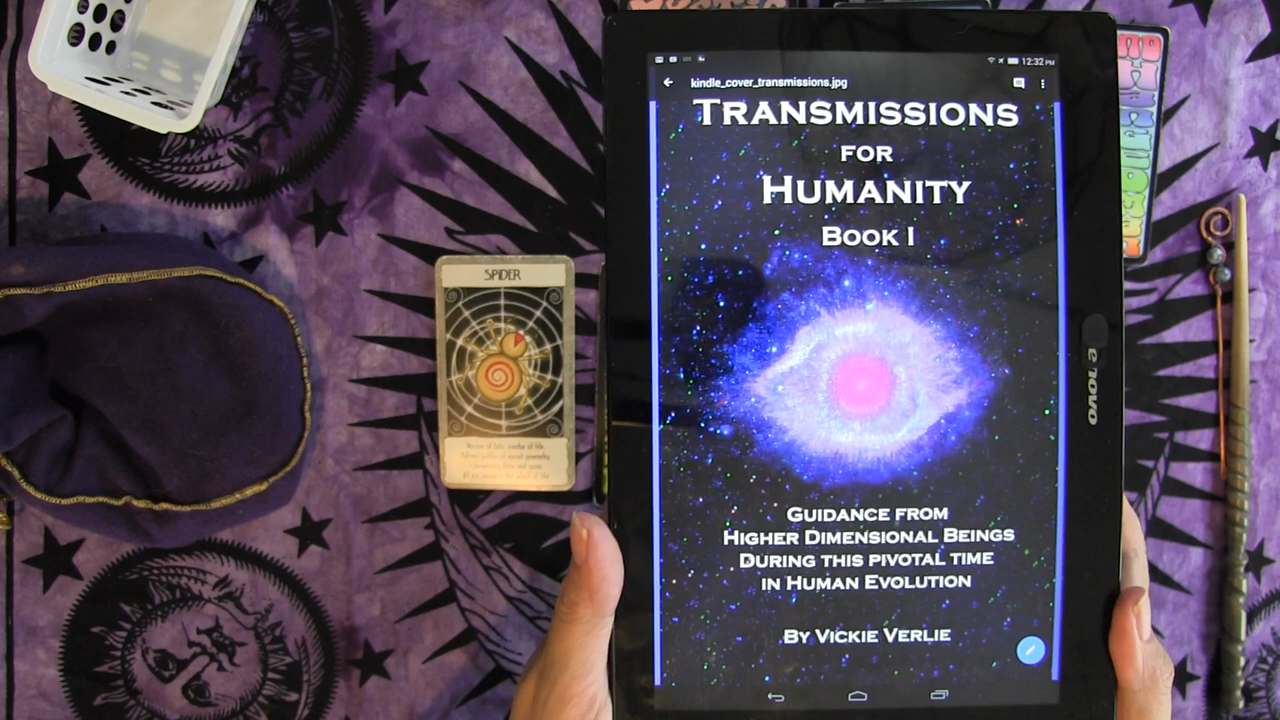 SPIDER
12:32 PM
kindle_cover_transmissions.jpg
TRANSMISSIONS
FOR
HUMANITY
BOOK I
GUIDANCE FROM
HIGHER DIMENSIONAL BEINGS
DURING THIS PIVOTAL TIME
IN HUMAN EVOLUTION
BY VICKIE VERLIE
lenovo